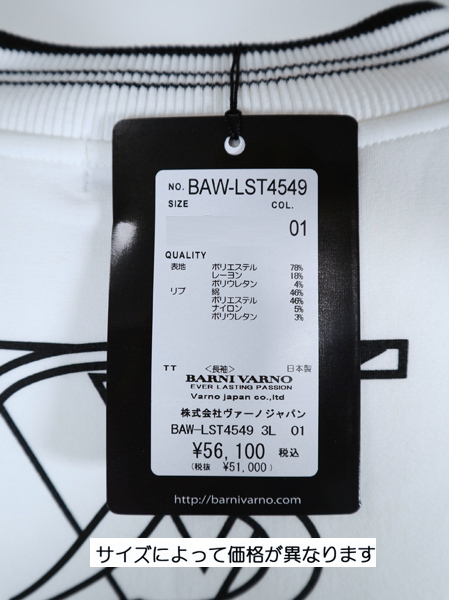 NO. BAW-LST4549
SIZE COL.
01
QUALITY
表地 ポリエステル 78%
レーヨン 18%
ポリウレタン 4%
リブ 綿 46%
ポリエステル 46%
ナイロン 5%
ポリウレタン 3%
TT <長袖> 日本製
BARNI VARNO
EVER LASTING PASSION
Varno japan co.,ltd
株式会社ヴァーノジャパン
BAW-LST4549 3L 01
¥56,100 税込
(税抜 ¥51,000)
http://barnivarno.com
サイズによって価格が異なります